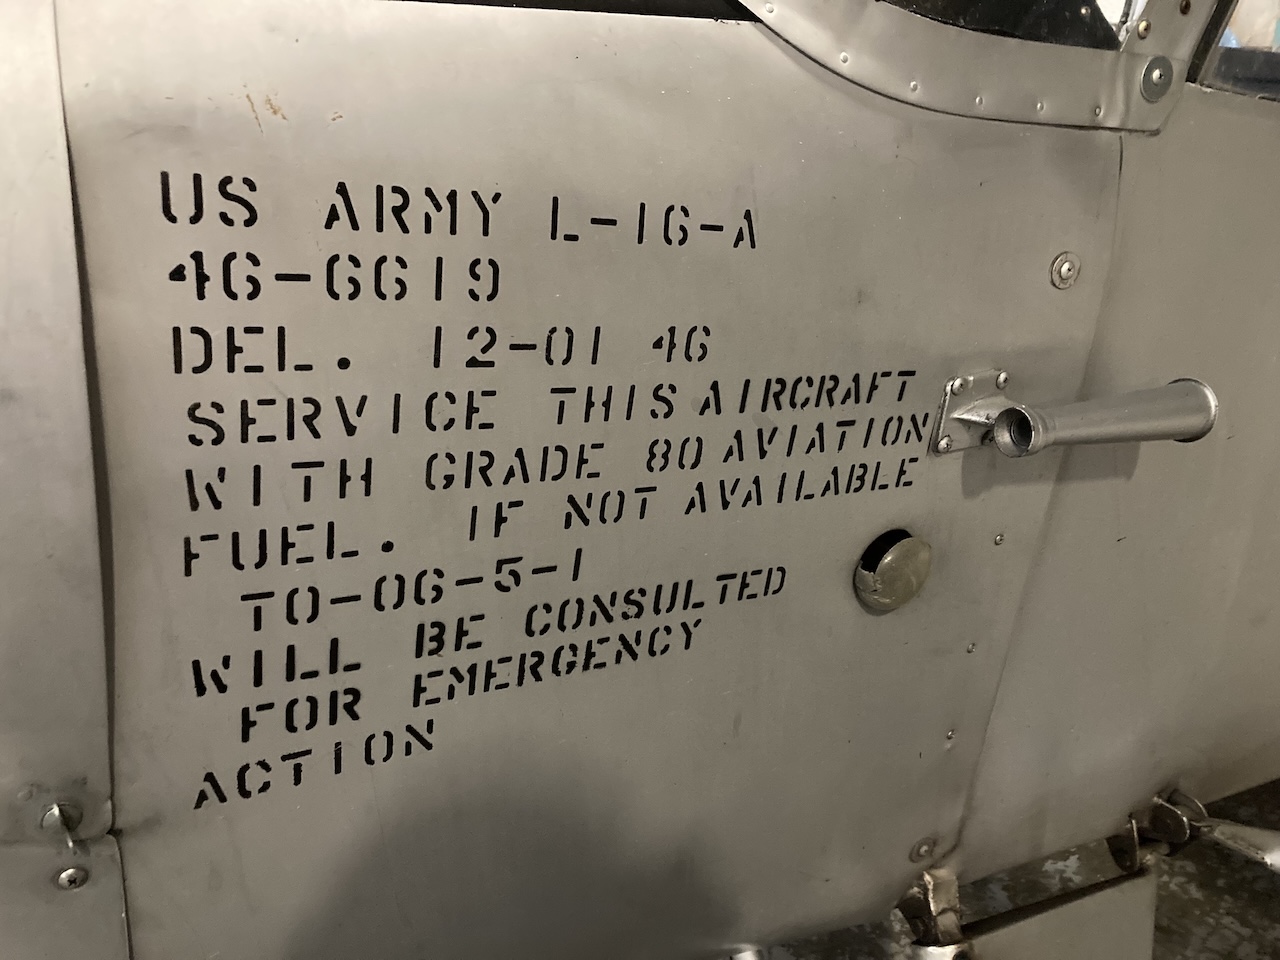 US ARMY L-16-A
46-6619
DEL. 12-01 46
SERVICE THIS AIRCRAFT
WITH GRADE 80 AVIATION
FUEL. IF NOT AVAILABLE
TO-06-5-1
WILL BE CONSULTED
FOR EMERGENCY
ACTION